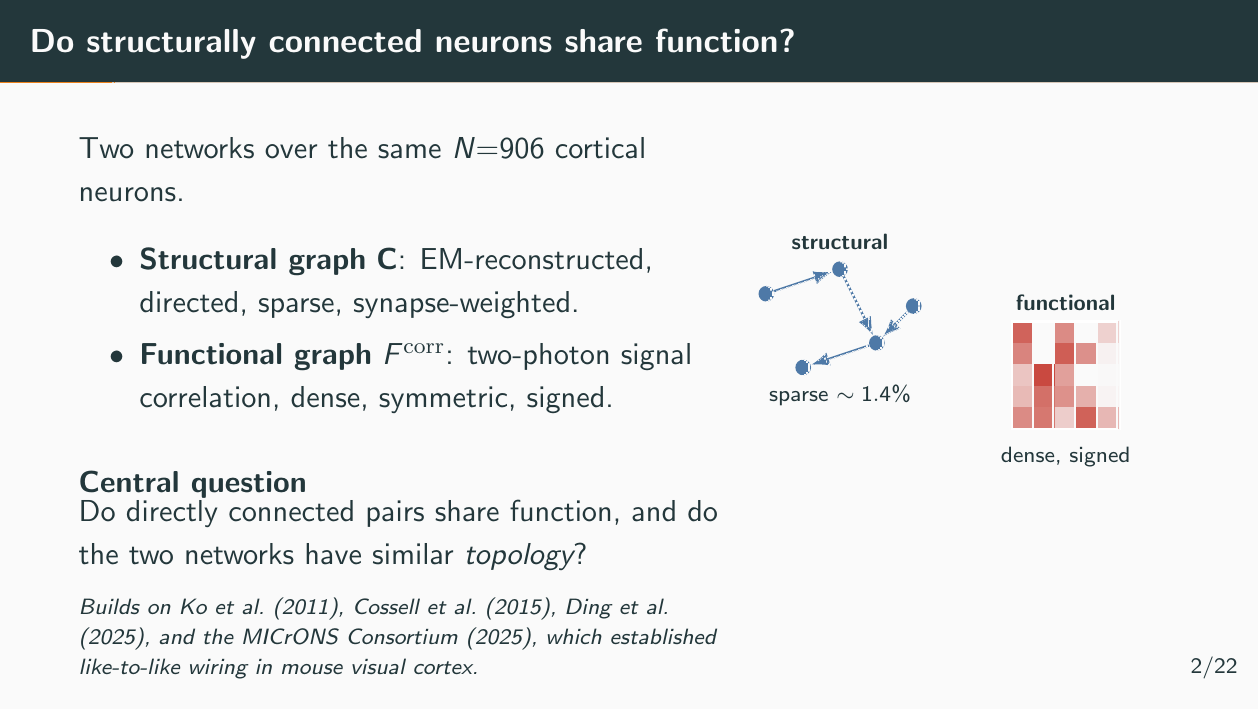 Do structurally connected neurons share function?
Two networks over the same N=906 cortical
neurons.
• Structural graph C: EM-reconstructed,
directed, sparse, synapse-weighted.
• Functional graph F^corr: two-photon signal
correlation, dense, symmetric, signed.
Central question
Do directly connected pairs share function, and do
the two networks have similar topology?
Builds on Ko et al. (2011), Cossell et al. (2015), Ding et al.
(2025), and the MICrONS Consortium (2025), which established
like-to-like wiring in mouse visual cortex.
structural
sparse ∼ 1.4%
functional
dense, signed
2/22